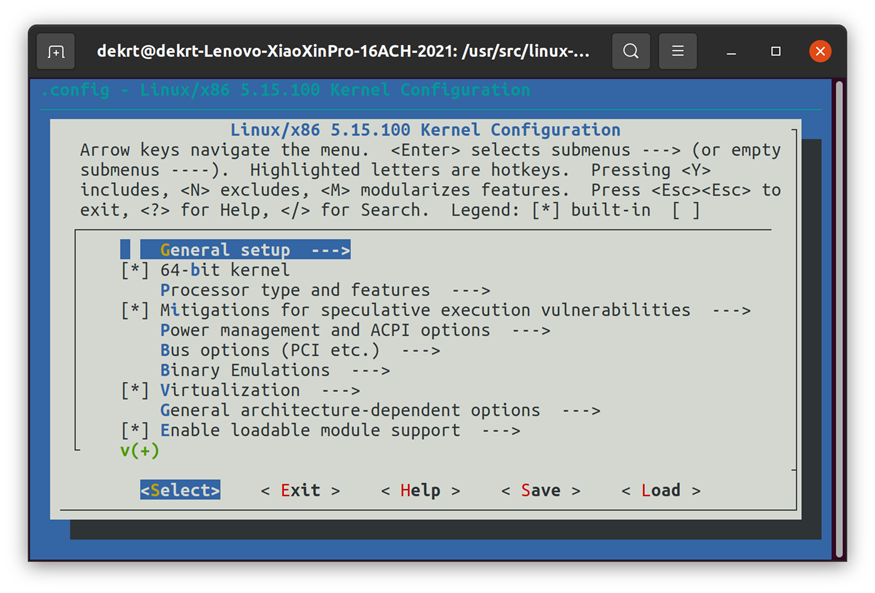 dekrt@dekrt-Lenovo-XiaoXinPro-16ACH-2021: /usr/src/linux-...
.config - Linux/x86 5.15.100 Kernel Configuration
Linux/x86 5.15.100 Kernel Configuration
Arrow keys navigate the menu.  <Enter> selects submenus ---> (or empty
submenus ----).  Highlighted letters are hotkeys.  Pressing <Y>
includes, <N> excludes, <M> modularizes features.  Press <Esc><Esc> to
exit, <?> for Help, </> for Search.  Legend: [*] built-in  [ ]
General setup  --->
[*] 64-bit kernel
Processor type and features  --->
[*] Mitigations for speculative execution vulnerabilities  --->
Power management and ACPI options  --->
Bus options (PCI etc.)  --->
Binary Emulations  --->
[*] Virtualization  --->
General architecture-dependent options  --->
[*] Enable loadable module support  --->
v(+)
<Select>    < Exit >    < Help >    < Save >    < Load >